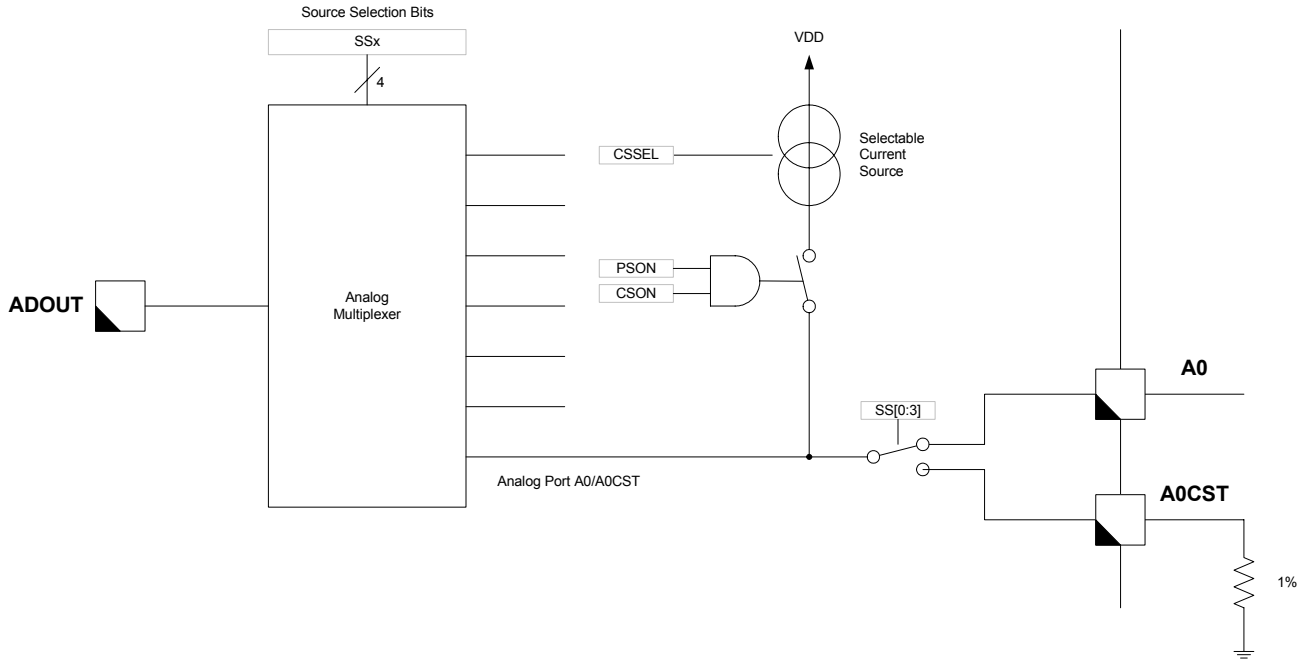 Source Selection Bits
SSx
4
VDD
CSSEL
Selectable
Current
Source
PSON
CSON
ADOUT
Analog
Multiplexer
A0
SS[0:3]
Analog Port A0/A0CST
A0CST
1%